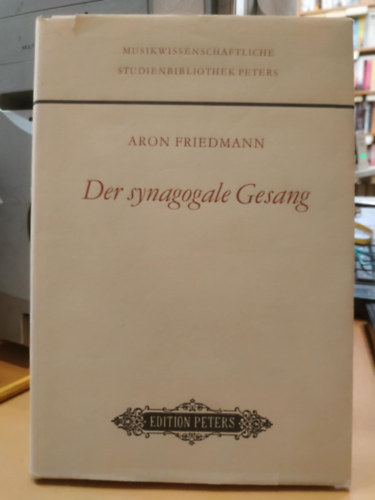 MUSIKWISSENSCHAFTLICHE
STUDIENBIBLIOTHEK PETERS
ARON FRIEDMANN
Der synagogale Gesang
EDITION PETERS